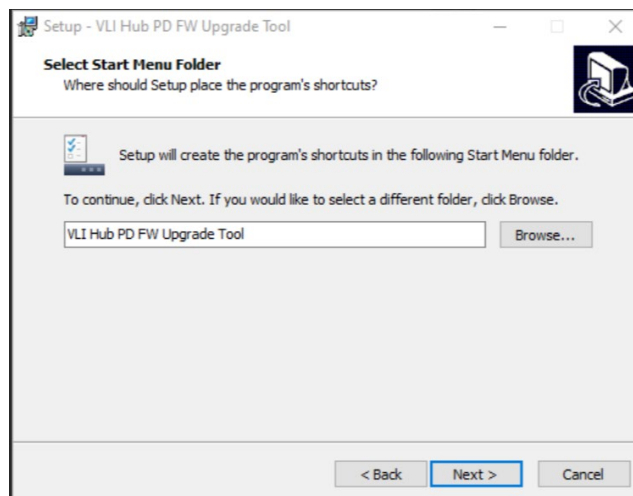 Setup - VLI Hub PD FW Upgrade Tool
Select Start Menu Folder
Where should Setup place the program's shortcuts?
Setup will create the program's shortcuts in the following Start Menu folder.
To continue, click Next. If you would like to select a different folder, click Browse.
VLI Hub PD FW Upgrade Tool
Browse...
< Back
Next >
Cancel